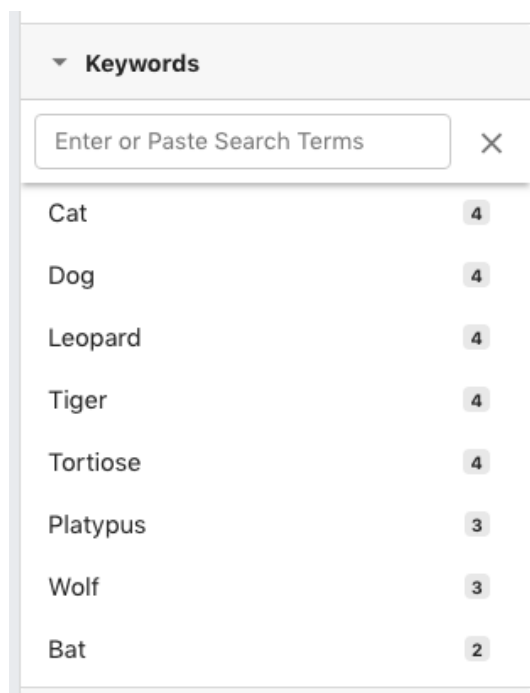 Keywords
Enter or Paste Search Terms
Cat 4
Dog 4
Leopard 4
Tiger 4
Tortiose 4
Platypus 3
Wolf 3
Bat 2